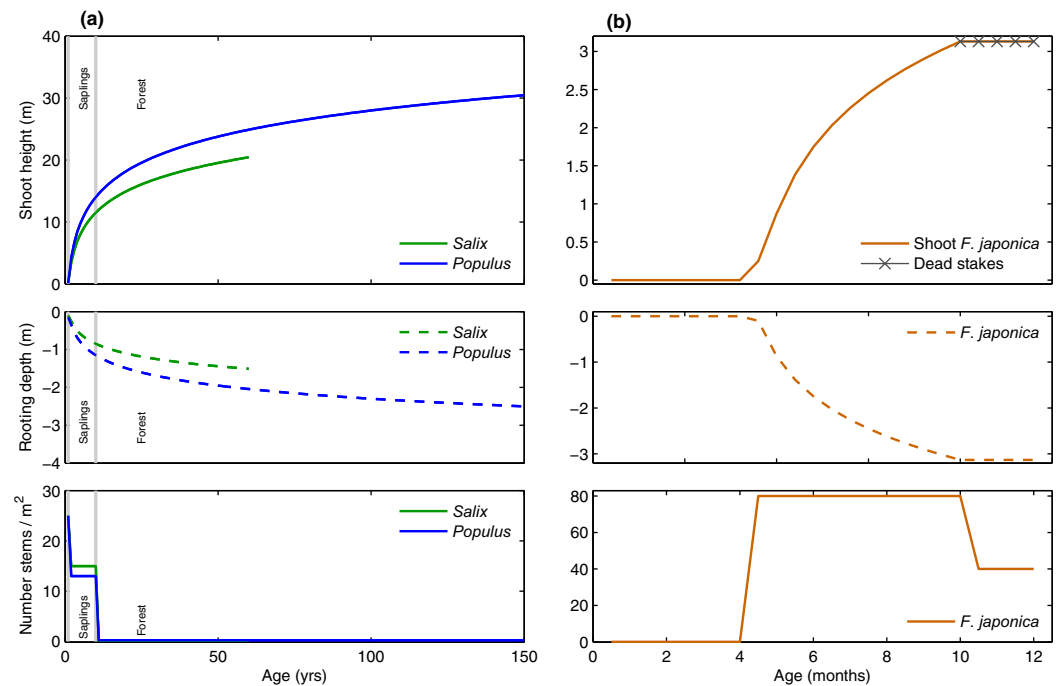 (a)
40
30
20
10
0
Shoot height (m)
Saplings
Forest
Salix
Populus
0
−1
−2
−3
−4
Rooting depth (m)
Saplings
Forest
Salix
Populus
30
20
10
0
Number stems / m²
Saplings
Forest
Salix
Populus
0 50 100 150
Age (yrs)
(b)
3
2.5
2
1.5
1
0.5
0
Shoot F. japonica
Dead stakes
0
−1
−2
−3
F. japonica
80
60
40
20
0
F. japonica
0 2 4 6 8 10 12
Age (months)